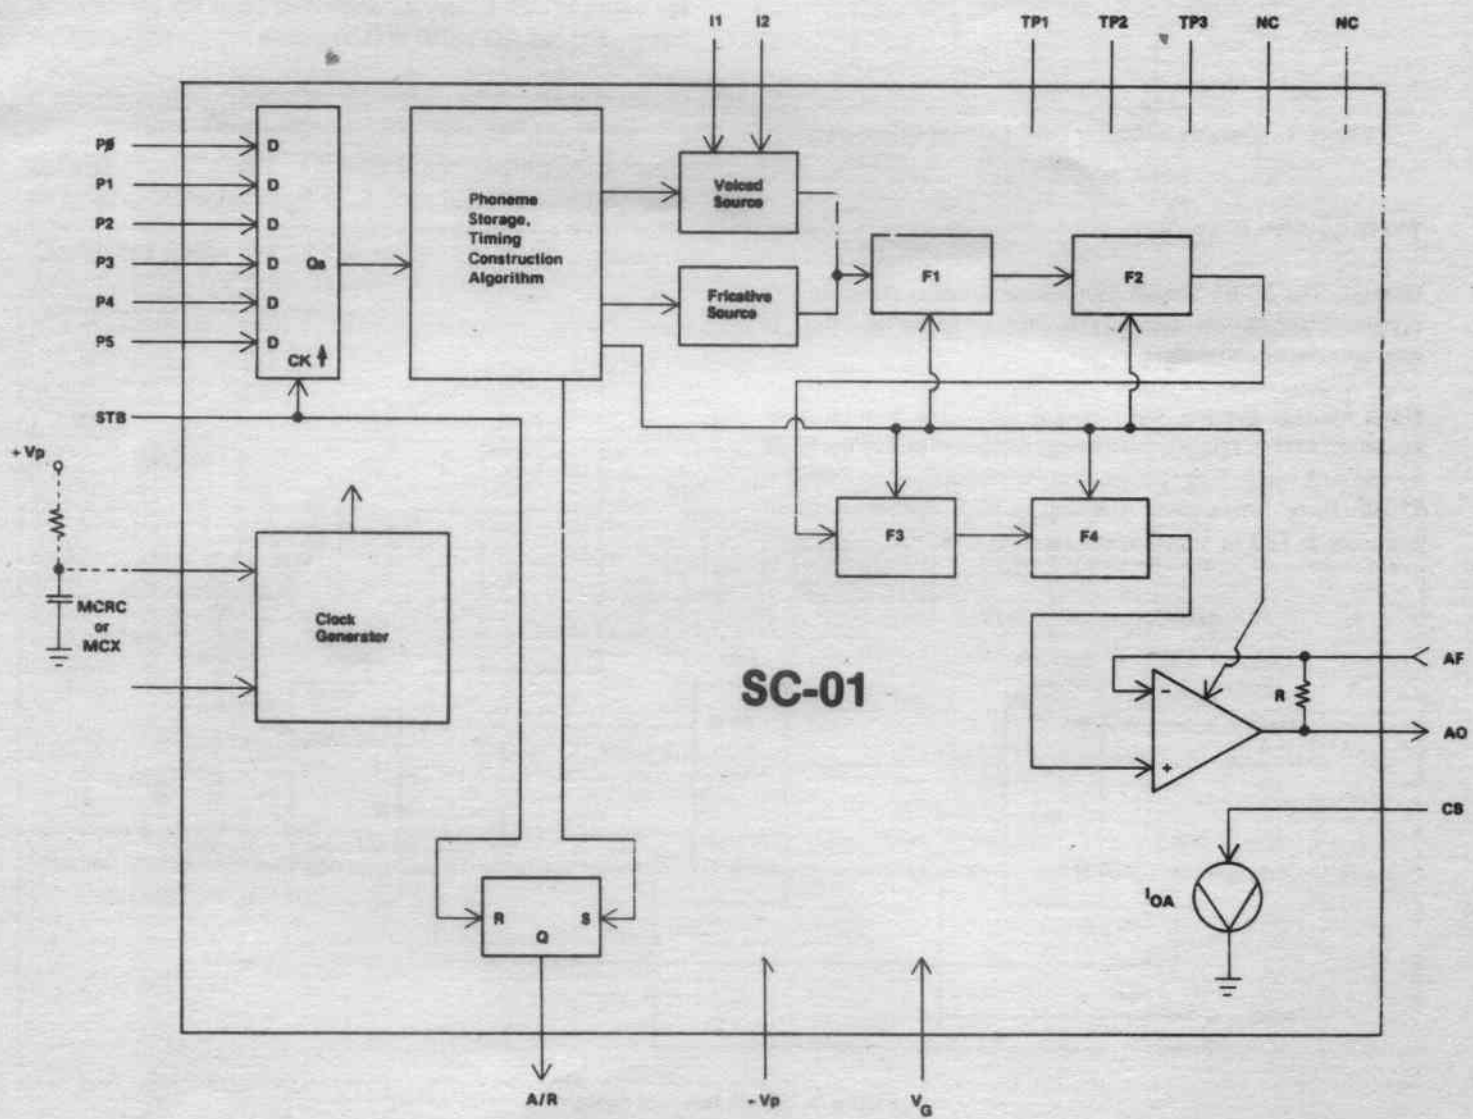 I1 I2 TP1 TP2 TP3 NC NC
PØ D
P1 D
P2 D
P3 D Qs
P4 D
P5 D
CK
Phoneme
Storage,
Timing
Construction
Algorithm
Voiced
Source
Fricative
Source
F1
F2
STB
+ Vp
F3
F4
MCRC
or
MCX
Clock
Generator
SC-01
AF
R
-
AO
+
CB
IOA
R S
Q
A/R
- Vp
VG